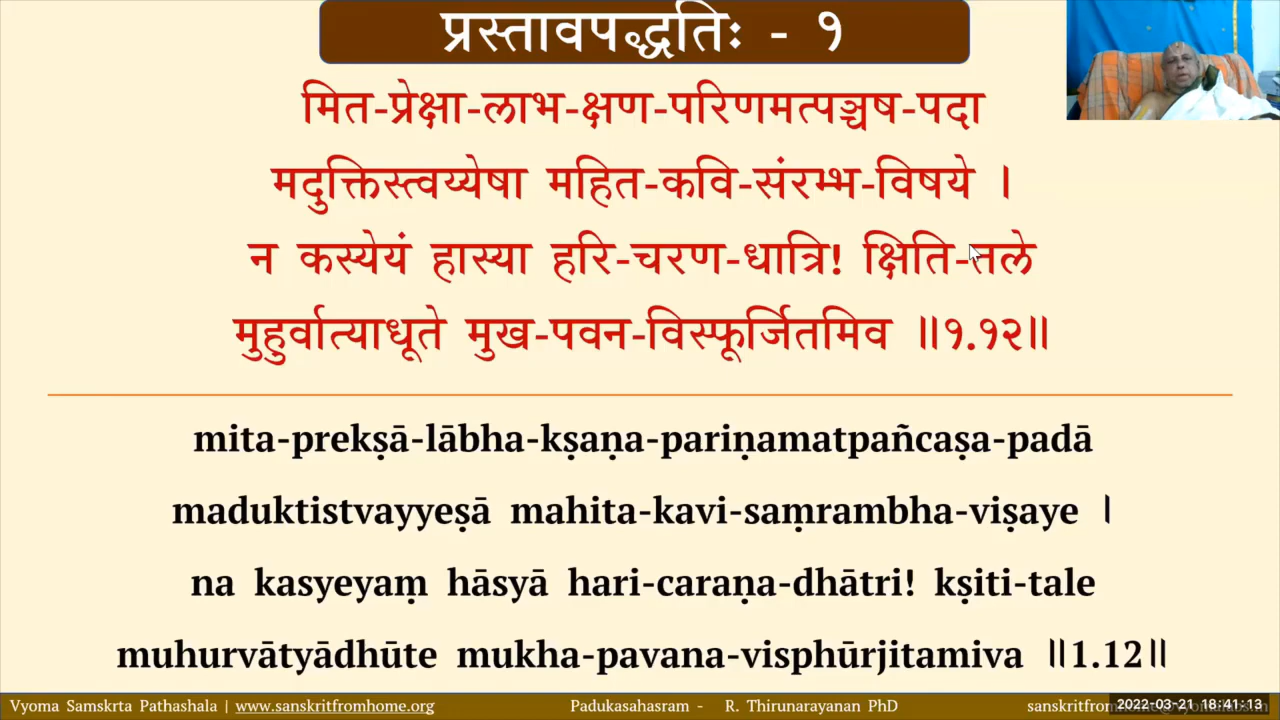 प्रस्तावपद्धतिः - १
मित-प्रेक्षा-लाभ-क्षण-परिणमत्पञ्चष-पदा
मदुक्तिस्त्वय्येषा महित-कवि-संरम्भ-विषये ।
न कस्येयं हास्या हरि-चरण-धात्रि! क्षिति-तले
मुहुर्वात्याधूते मुख-पवन-विस्फूर्जितमिव ॥१.१२॥
mita-prekṣā-lābha-kṣaṇa-pariṇamatpañcaṣa-padā
maduktistvayyeṣā mahita-kavi-saṃrambha-viṣaye ।
na kasyeyaṃ hāsyā hari-caraṇa-dhātri! kṣiti-tale
muhurvātyādhūte mukha-pavana-visphūrjitamiva ॥1.12॥
Vyoma Samskrta Pathashala | www.sanskritfromhome.org Padukasahasram - R. Thirunarayanan PhD sanskritfrom 2022-03-21 18:41:13